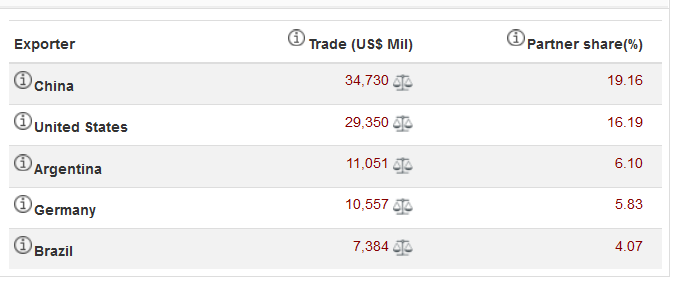 Exporter Trade (US$ Mil) Partner share(%)
China 34,730 19.16
United States 29,350 16.19
Argentina 11,051 6.10
Germany 10,557 5.83
Brazil 7,384 4.07